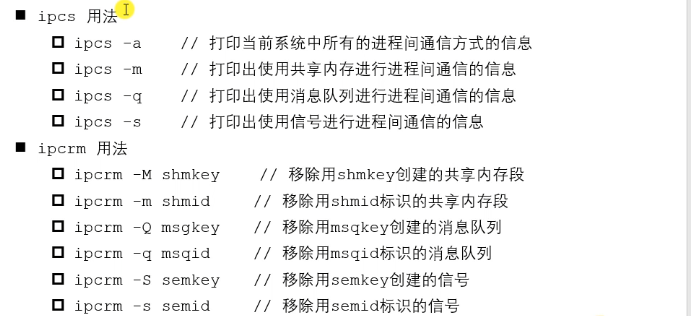 ipcs 用法
ipcs -a // 打印当前系统中所有的进程间通信方式的信息
ipcs -m // 打印出使用共享内存进行进程间通信的信息
ipcs -q // 打印出使用消息队列进行进程间通信的信息
ipcs -s // 打印出使用信号进行进程间通信的信息
ipcrm 用法
ipcrm -M shmkey // 移除用shmkey创建的共享内存段
ipcrm -m shmid // 移除用shmid标识的共享内存段
ipcrm -Q msgkey // 移除用msqkey创建的消息队列
ipcrm -q msqid // 移除用msqid标识的消息队列
ipcrm -S semkey // 移除用semkey创建的信号
ipcrm -s semid // 移除用semid标识的信号